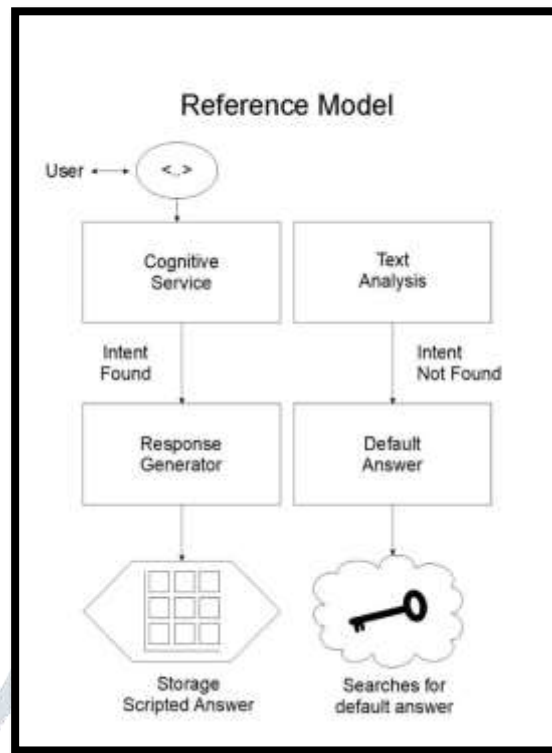 Reference Model
User
<_>
Cognitive
Service
Text
Analysis
Intent
Found
Intent
Not Found
Response
Generator
Default
Answer
Storage
Scripted Answer
Searches for
default answer